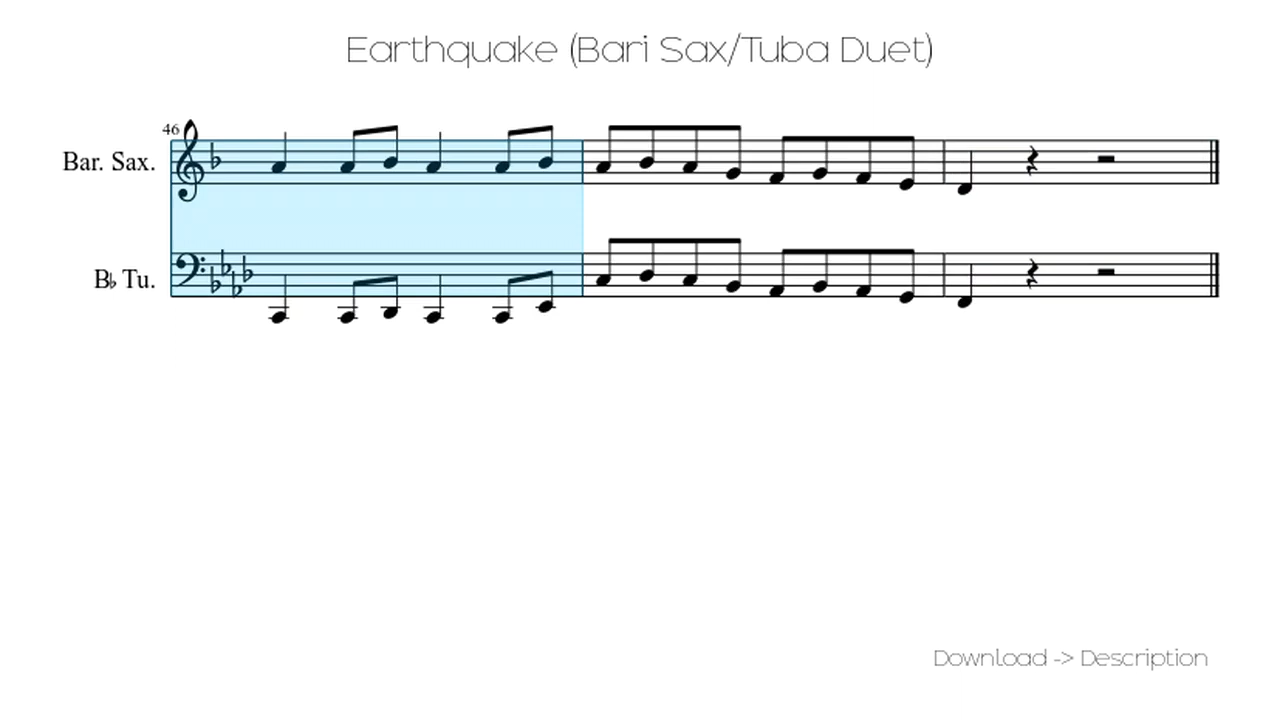 Earthquake (Bari Sax/Tuba Duet)
46
Bar. Sax.
B♭ Tu.
Download -> Description